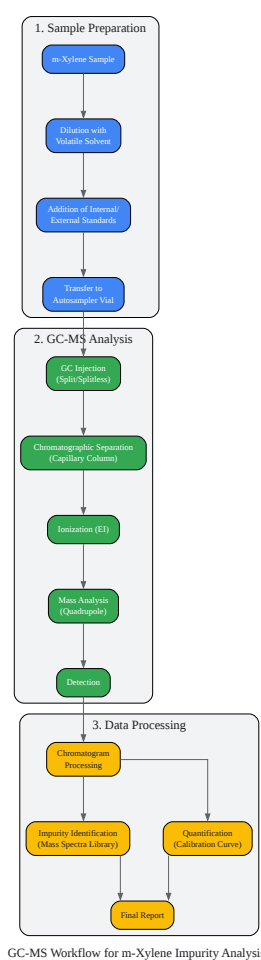 1. Sample Preparation
m-Xylene Sample
Dilution with
Volatile Solvent
Addition of Internal/
External Standards
Transfer to
Autosampler Vial
2. GC-MS Analysis
GC Injection
(Split/Splitless)
Chromatographic Separation
(Capillary Column)
Ionization (EI)
Mass Analysis
(Quadrupole)
Detection
3. Data Processing
Chromatogram
Processing
Impurity Identification
(Mass Spectra Library)
Quantification
(Calibration Curve)
Final Report
GC-MS Workflow for m-Xylene Impurity Analysi